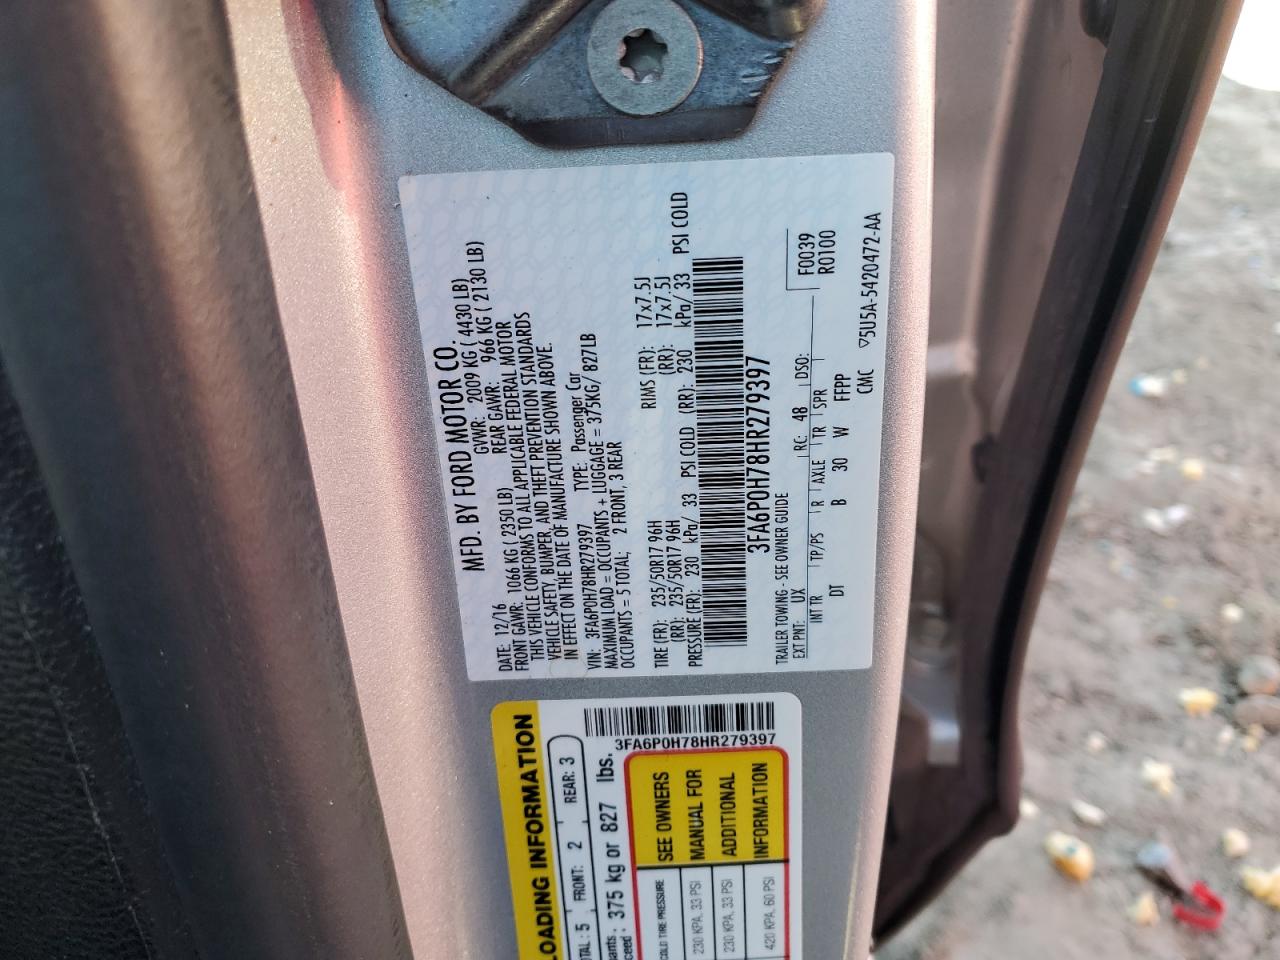 MFD. BY FORD MOTOR CO.
DATE: 12/16 GVWR: 2009 KG ( 4430 LB)
FRONT GAWR: 1066 KG ( 2350 LB) REAR GAWR: 966 KG ( 2130 LB)
THIS VEHICLE CONFORMS TO ALL APPLICABLE FEDERAL MOTOR
VEHICLE SAFETY, BUMPER, AND THEFT PREVENTION STANDARDS
IN EFFECT ON THE DATE OF MANUFACTURE SHOWN ABOVE.
VIN: 3FA6P0H78HR279397 TYPE: Passenger Car
MAXIMUM LOAD = OCCUPANTS + LUGGAGE = 375KG/ 827LB
OCCUPANTS = 5 TOTAL; 2 FRONT, 3 REAR
TIRE (FR): 235/50R17 96H RIMS (FR): 17x7.5J
(RR): 235/50R17 96H (RR): 17x7.5J
PRESSURE (FR): 230 kPa/ 33 PSI COLD (RR): 230 kPa/ 33 PSI COLD
3FA6P0H78HR279397
TRAILER TOWING - SEE OWNER GUIDE F0039
EXT PNT: UX RC: 48 DSO: R0100
INT TR TP/PS R AXLE TR SPR
DT B 30 W FFPP
CMC ▽5U5A-5420472-AA
LOADING INFORMATION
TOTAL : 5 FRONT: 2 REAR: 3
375 kg or 827 lbs.
3FA6P0H78HR279397
COLD TIRE PRESSURE SEE OWNERS
230 KPA, 33 PSI MANUAL FOR
230 KPA, 33 PSI ADDITIONAL
420 KPA, 60 PSI INFORMATION